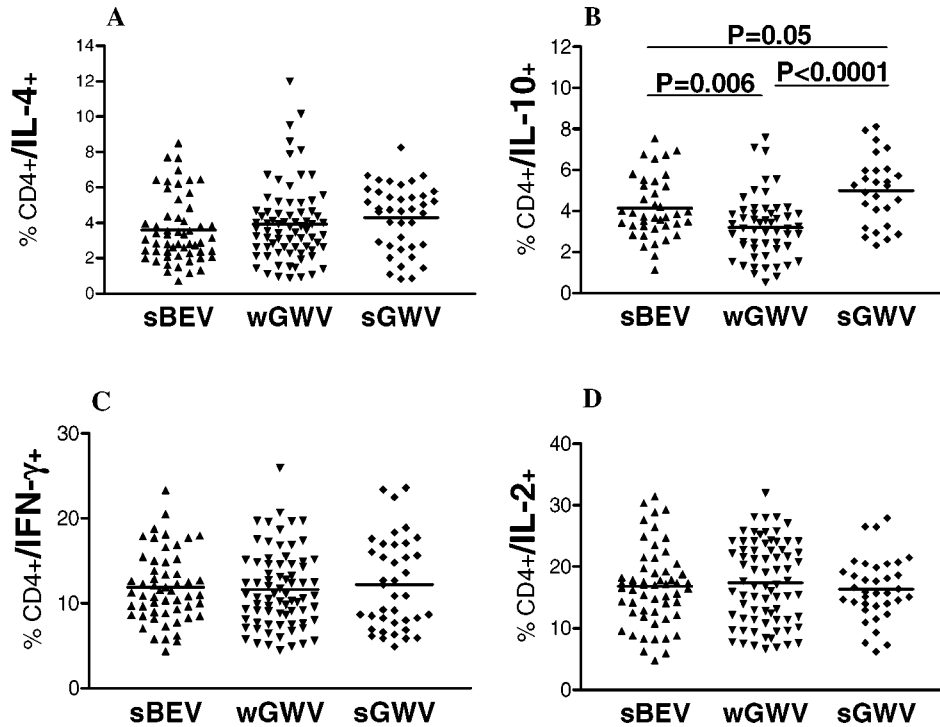 A
% CD4+/IL-4+
14
12
10
8
6
4
2
0
sBEV wGWV sGWV
B
% CD4+/IL-10+
12
10
8
6
4
2
0
P=0.05
P=0.006 P<0.0001
sBEV wGWV sGWV
C
% CD4+/IFN-γ+
30
20
10
0
sBEV wGWV sGWV
D
% CD4+/IL-2+
40
30
20
10
0
sBEV wGWV sGWV